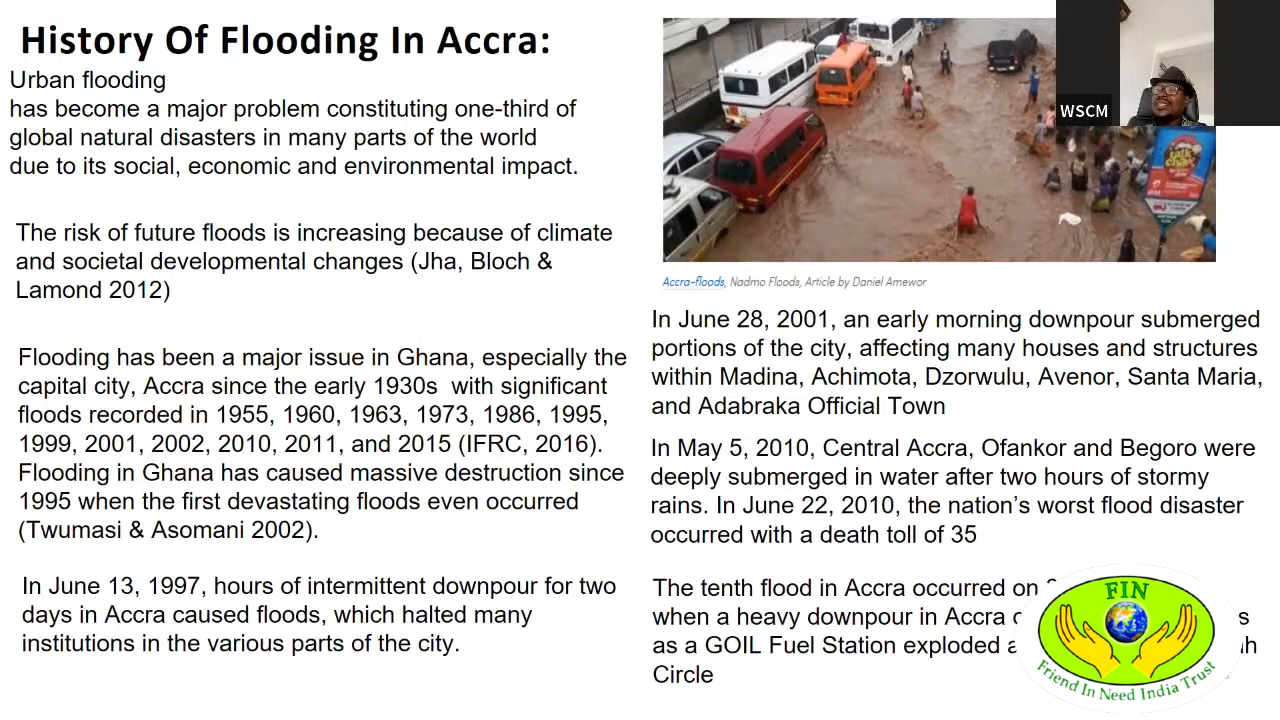 History Of Flooding In Accra:
Urban flooding
has become a major problem constituting one-third of
global natural disasters in many parts of the world
due to its social, economic and environmental impact.
The risk of future floods is increasing because of climate
and societal developmental changes (Jha, Bloch &
Lamond 2012)
Flooding has been a major issue in Ghana, especially the
capital city, Accra since the early 1930s with significant
floods recorded in 1955, 1960, 1963, 1973, 1986, 1995,
1999, 2001, 2002, 2010, 2011, and 2015 (IFRC, 2016).
Flooding in Ghana has caused massive destruction since
1995 when the first devastating floods even occurred
(Twumasi & Asomani 2002).
In June 13, 1997, hours of intermittent downpour for two
days in Accra caused floods, which halted many
institutions in the various parts of the city.
WSCM
talk
chao
Accra-floods, Nadmo Floods, Article by Daniel Amewor
In June 28, 2001, an early morning downpour submerged
portions of the city, affecting many houses and structures
within Madina, Achimota, Dzorwulu, Avenor, Santa Maria,
and Adabraka Official Town
In May 5, 2010, Central Accra, Ofankor and Begoro were
deeply submerged in water after two hours of stormy
rains. In June 22, 2010, the nation's worst flood disaster
occurred with a death toll of 35
The tenth flood in Accra occurred on
when a heavy downpour in Accra
as a GOIL Fuel Station exploded
Circle
FIN
Friend In Need India Trust